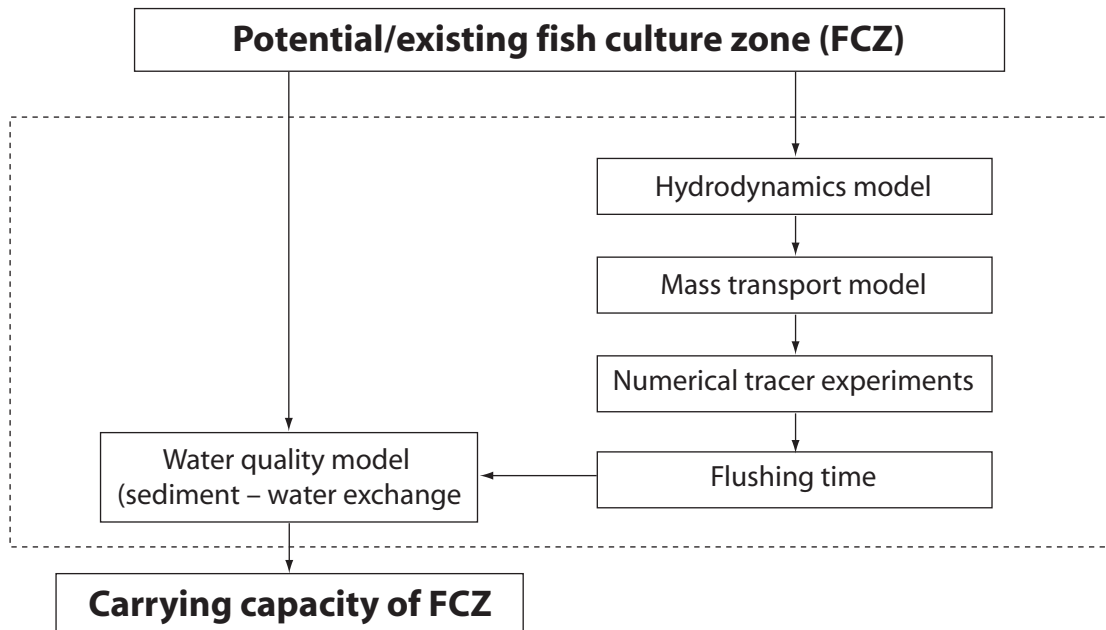 Potential/existing fish culture zone (FCZ)
Hydrodynamics model
Mass transport model
Numerical tracer experiments
Flushing time
Water quality model
(sediment – water exchange
Carrying capacity of FCZ